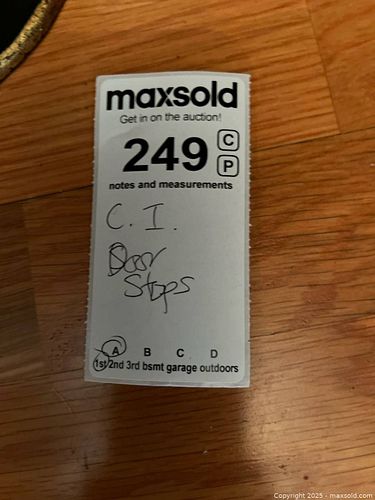 maxsold
Get in on the auction!
249
C
P
notes and measurements
C. I.
Door
Stops
A B C D
1st 2nd 3rd bsmt garage outdoors
Copyright 2025 - maxsold.com